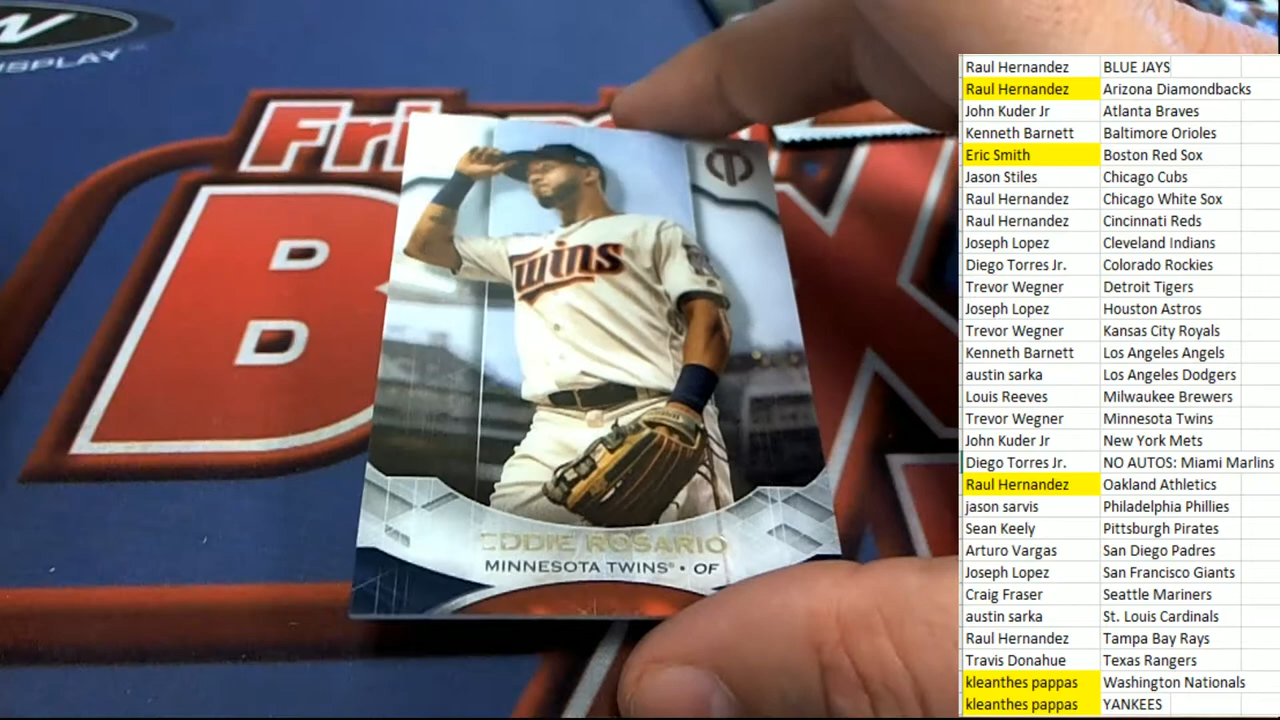 DISPLAY
Fri
B
X
Twins
EDDIE ROSARIO
MINNESOTA TWINS® • OF
Raul Hernandez BLUE JAYS
Raul Hernandez Arizona Diamondbacks
John Kuder Jr Atlanta Braves
Kenneth Barnett Baltimore Orioles
Eric Smith Boston Red Sox
Jason Stiles Chicago Cubs
Raul Hernandez Chicago White Sox
Raul Hernandez Cincinnati Reds
Joseph Lopez Cleveland Indians
Diego Torres Jr. Colorado Rockies
Trevor Wegner Detroit Tigers
Joseph Lopez Houston Astros
Trevor Wegner Kansas City Royals
Kenneth Barnett Los Angeles Angels
austin sarka Los Angeles Dodgers
Louis Reeves Milwaukee Brewers
Trevor Wegner Minnesota Twins
John Kuder Jr New York Mets
Diego Torres Jr. NO AUTOS: Miami Marlins
Raul Hernandez Oakland Athletics
jason sarvis Philadelphia Phillies
Sean Keely Pittsburgh Pirates
Arturo Vargas San Diego Padres
Joseph Lopez San Francisco Giants
Craig Fraser Seattle Mariners
austin sarka St. Louis Cardinals
Raul Hernandez Tampa Bay Rays
Travis Donahue Texas Rangers
kleanthes pappas Washington Nationals
kleanthes pappas YANKEES